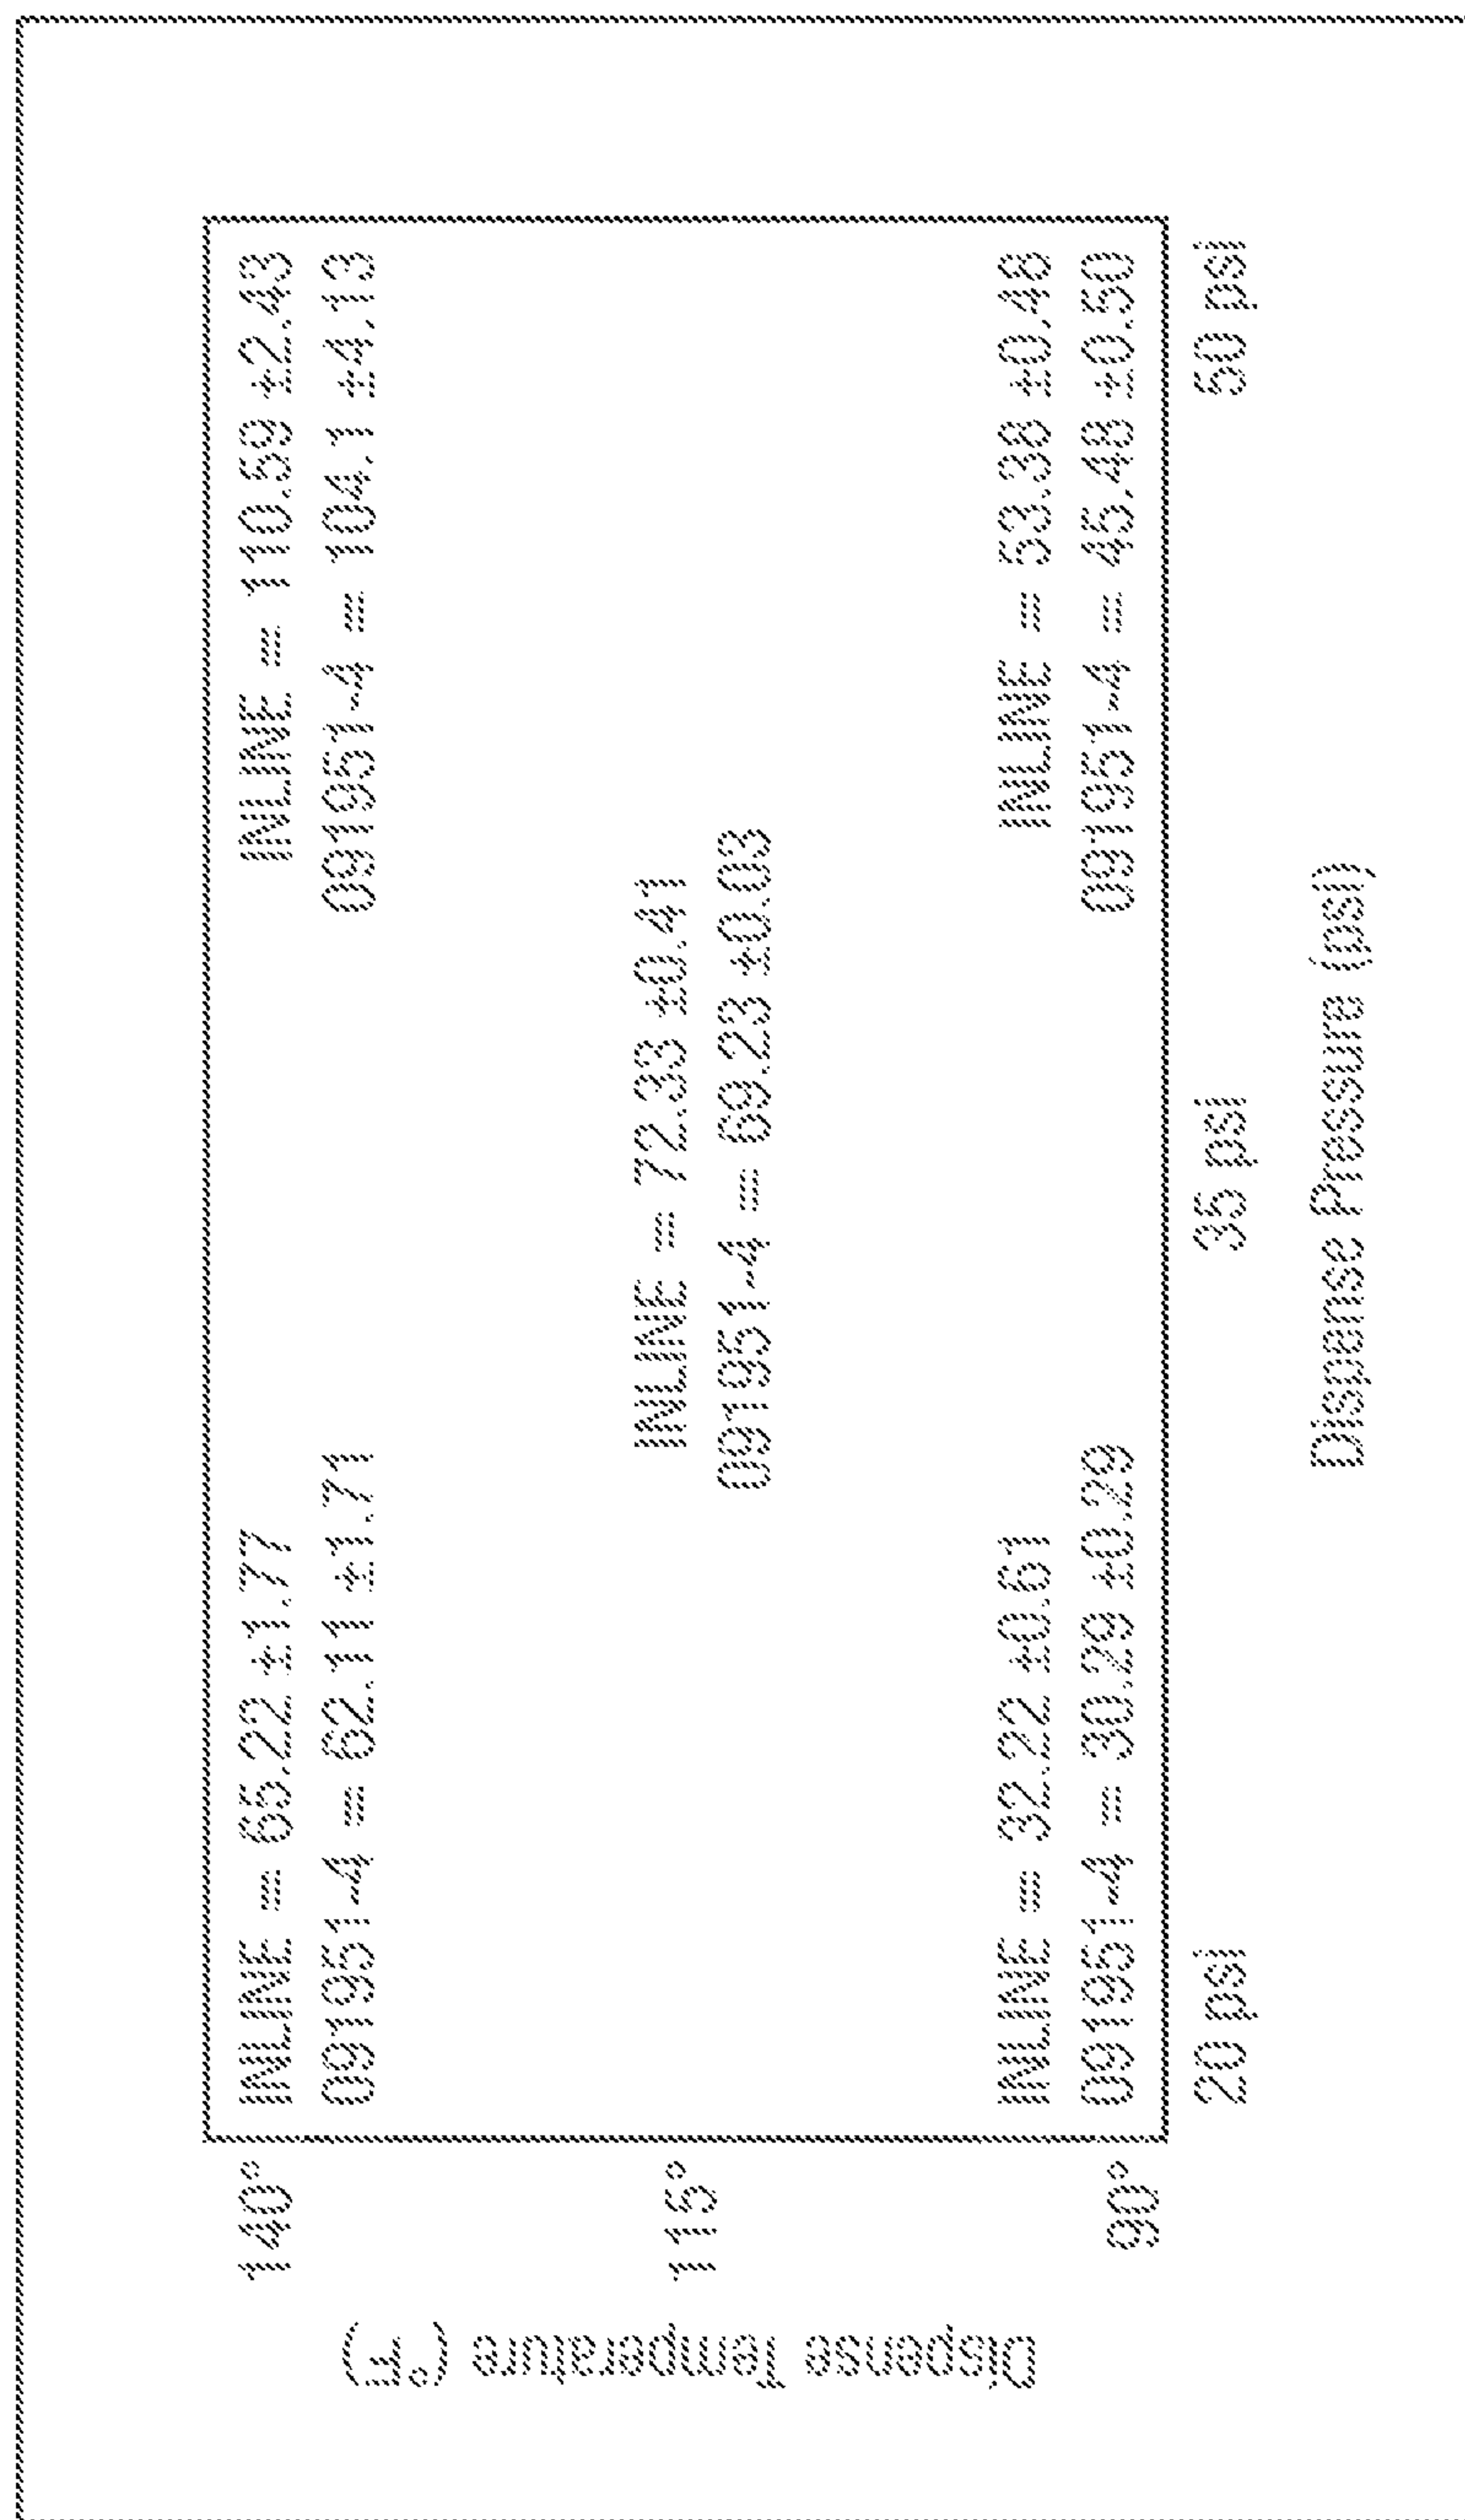 Dispense Temperature (°F)
140°
INLINE = 65.22 ±1.77
091951-4 = 62.11 ±1.71
INLINE = 110.59 ±2.43
091951-4 = 104.1 ±4.13
115°
INLINE = 72.33 ±0.41
091951-4 = 69.23 ±0.03
90°
INLINE = 32.22 ±0.61
091951-4 = 30.29 ±0.29
INLINE = 53.38 ±0.48
091951-4 = 45.48 ±0.50
20 psi
35 psi
50 psi
Dispense Pressure (psi)